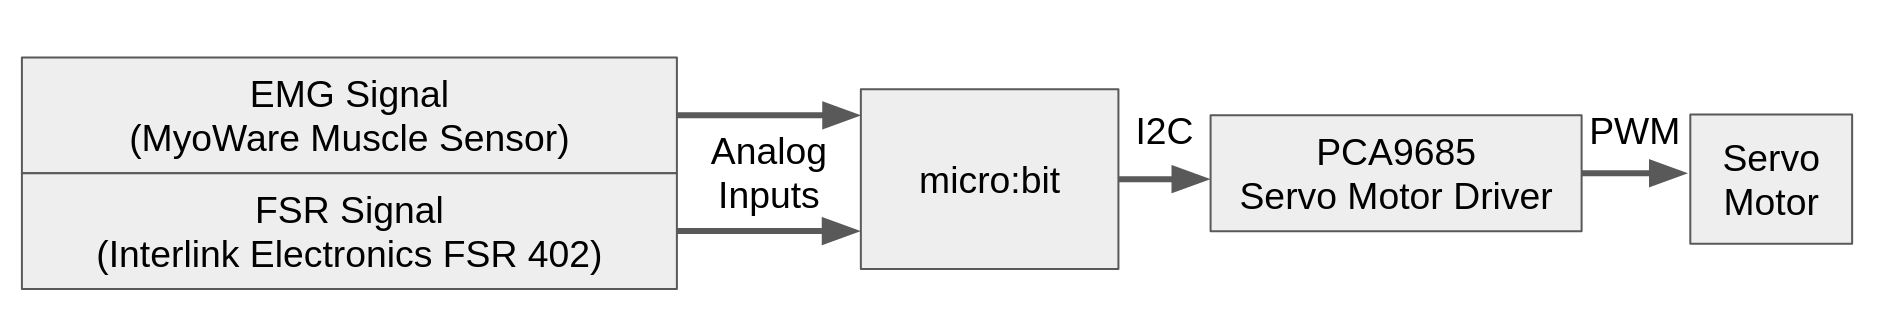 EMG Signal
(MyoWare Muscle Sensor)
FSR Signal
(Interlink Electronics FSR 402)
Analog
Inputs
micro:bit
I2C
PCA9685
Servo Motor Driver
PWM
Servo
Motor